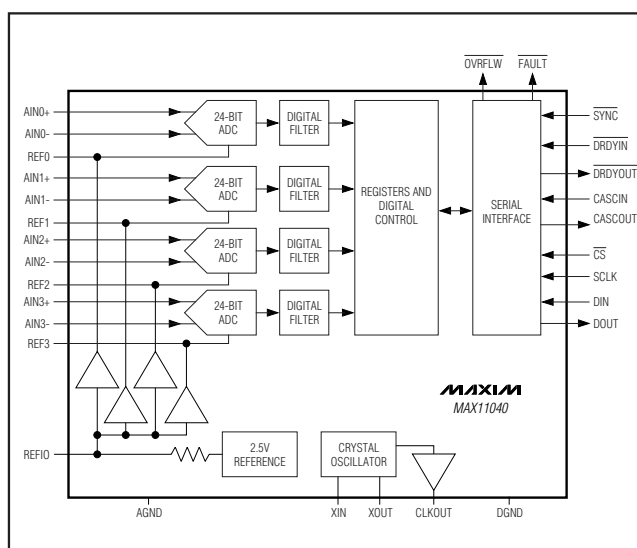 OVRFLW FAULT
AIN0+
AIN0-
REF0
AIN1+
AIN1-
REF1
AIN2+
AIN2-
REF2
AIN3+
AIN3-
REF3
REFIO
24-BIT
ADC
DIGITAL
FILTER
24-BIT
ADC
DIGITAL
FILTER
24-BIT
ADC
DIGITAL
FILTER
24-BIT
ADC
DIGITAL
FILTER
REGISTERS AND
DIGITAL
CONTROL
SERIAL
INTERFACE
SYNC
DRDYIN
DRDYOUT
CASCIN
CASCOUT
CS
SCLK
DIN
DOUT
MAXIM
MAX11040
2.5V
REFERENCE
CRYSTAL
OSCILLATOR
AGND XIN XOUT CLKOUT DGND